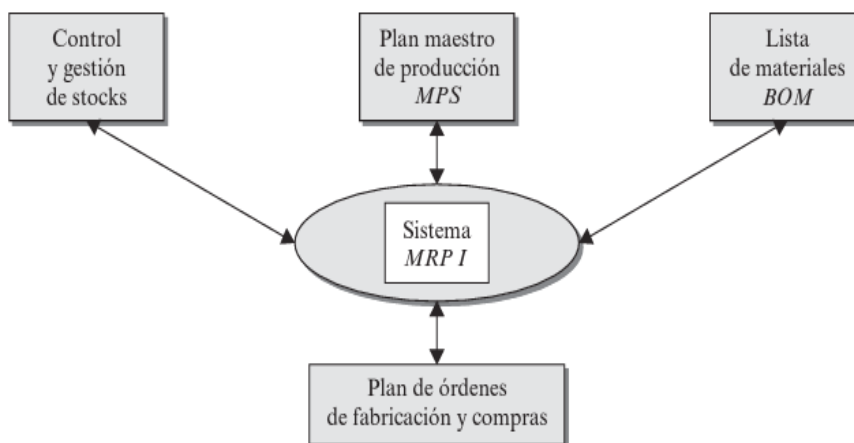 Control
y gestión
de stocks
Plan maestro
de producción
MPS
Lista
de materiales
BOM
Sistema
MRP I
Plan de órdenes
de fabricación y compras